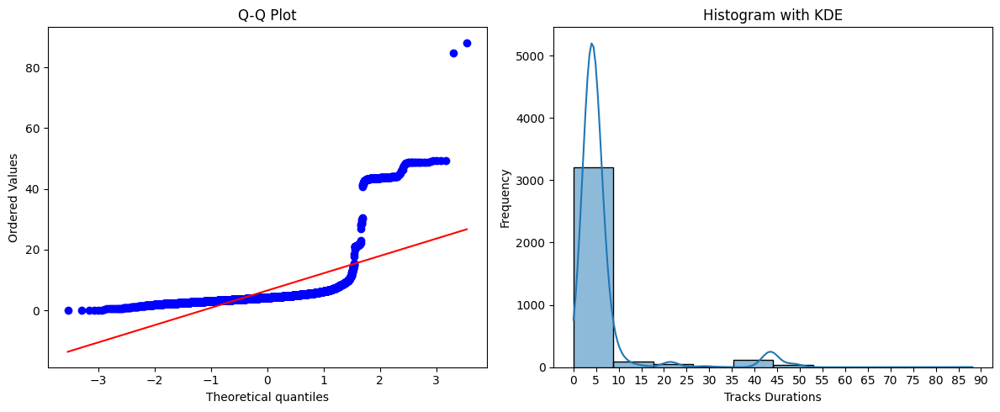 Q-Q Plot
Ordered Values
80
60
40
20
0
−3 −2 −1 0 1 2 3
Theoretical quantiles
Histogram with KDE
Frequency
5000
4000
3000
2000
1000
0
0 5 10 15 20 25 30 35 40 45 50 55 60 65 70 75 80 85 90
Tracks Durations